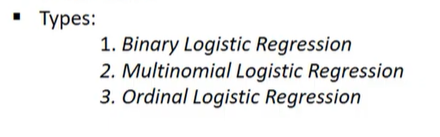 ▪ Types:
1. Binary Logistic Regression
2. Multinomial Logistic Regression
3. Ordinal Logistic Regression